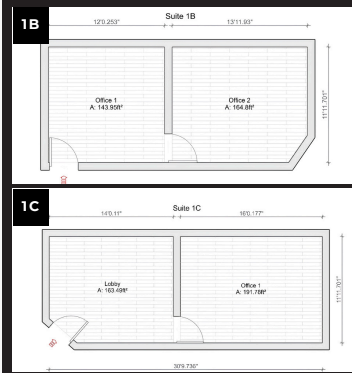 1B
Suite 1B
12'0.253"
13'11.93"
Office 1
A: 143.95ft²
Office 2
A: 164.8ft²
11'11.701"
1C
Suite 1C
14'0.11"
16'0.177"
Lobby
A: 163.49ft²
Office 1
A: 191.78ft²
11'11.701"
30'9.736"